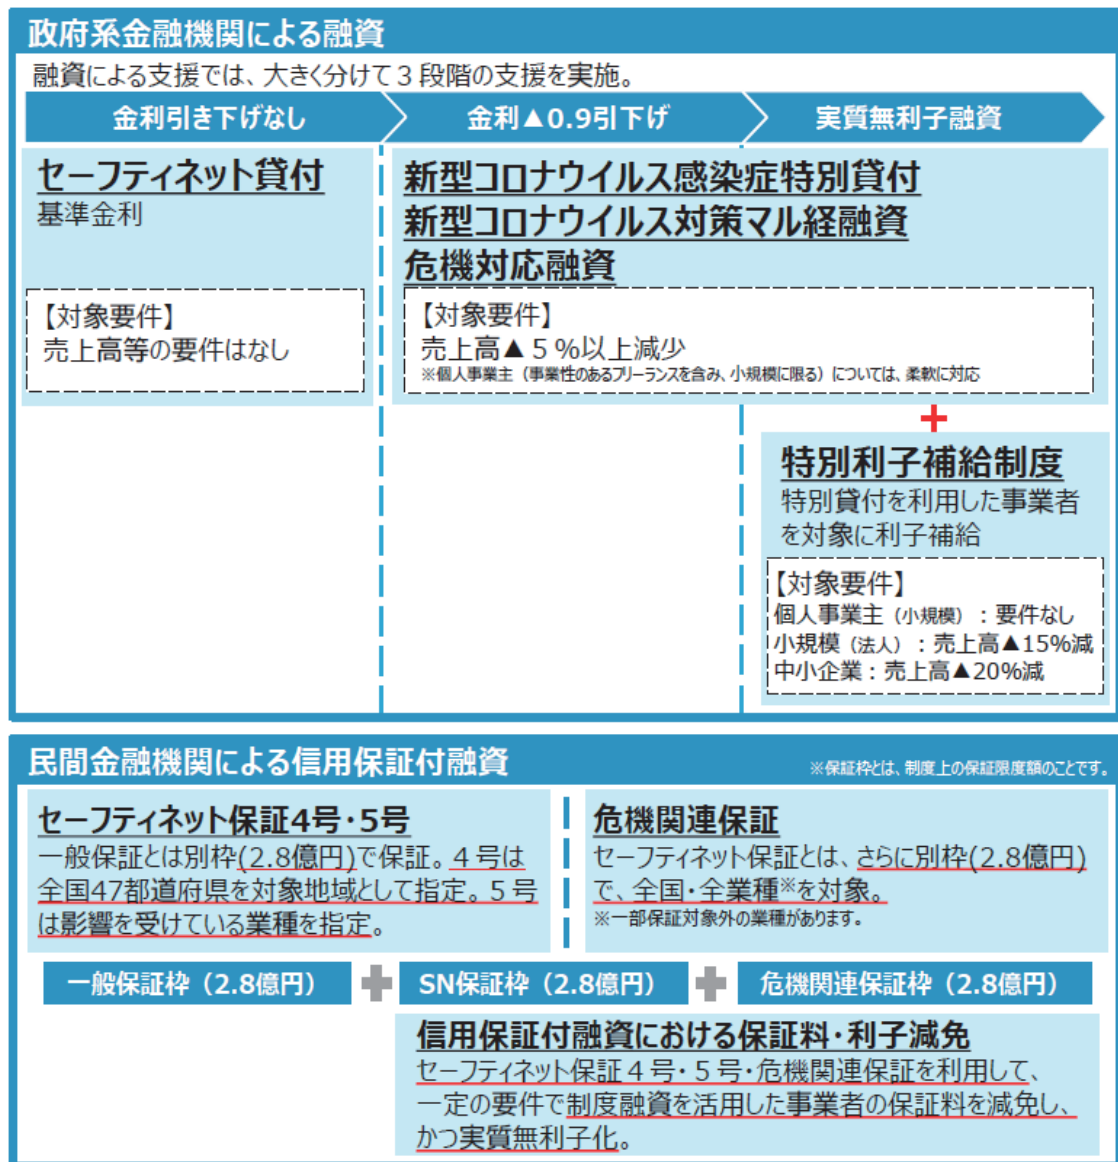 政府系金融機関による融資
融資による支援では、大きく分けて３段階の支援を実施。
金利引き下げなし
金利▲0.9引下げ
実質無利子融資
セーフティネット貸付
基準金利
【対象要件】
売上高等の要件はなし
新型コロナウイルス感染症特別貸付
新型コロナウイルス対策マル経融資
危機対応融資
【対象要件】
売上高▲５%以上減少
※個人事業主（事業性のあるフリーランスを含み、小規模に限る）については、柔軟に対応
+
特別利子補給制度
特別貸付を利用した事業者
を対象に利子補給
【対象要件】
個人事業主（小規模）：要件なし
小規模（法人）：売上高▲15%減
中小企業：売上高▲20%減
民間金融機関による信用保証付融資
※保証枠とは、制度上の保証限度額のことです。
セーフティネット保証4号・5号
一般保証とは別枠(2.8億円)で保証。４号は
全国47都道府県を対象地域として指定。５号
は影響を受けている業種を指定。
危機関連保証
セーフティネット保証とは、さらに別枠(2.8億円)
で、全国・全業種※を対象。
※一部保証対象外の業種があります。
一般保証枠（2.8億円）
+
SN保証枠（2.8億円）
+
危機関連保証枠（2.8億円）
信用保証付融資における保証料・利子減免
セーフティネット保証４号・５号・危機関連保証を利用して、
一定の要件で制度融資を活用した事業者の保証料を減免し、
かつ実質無利子化。